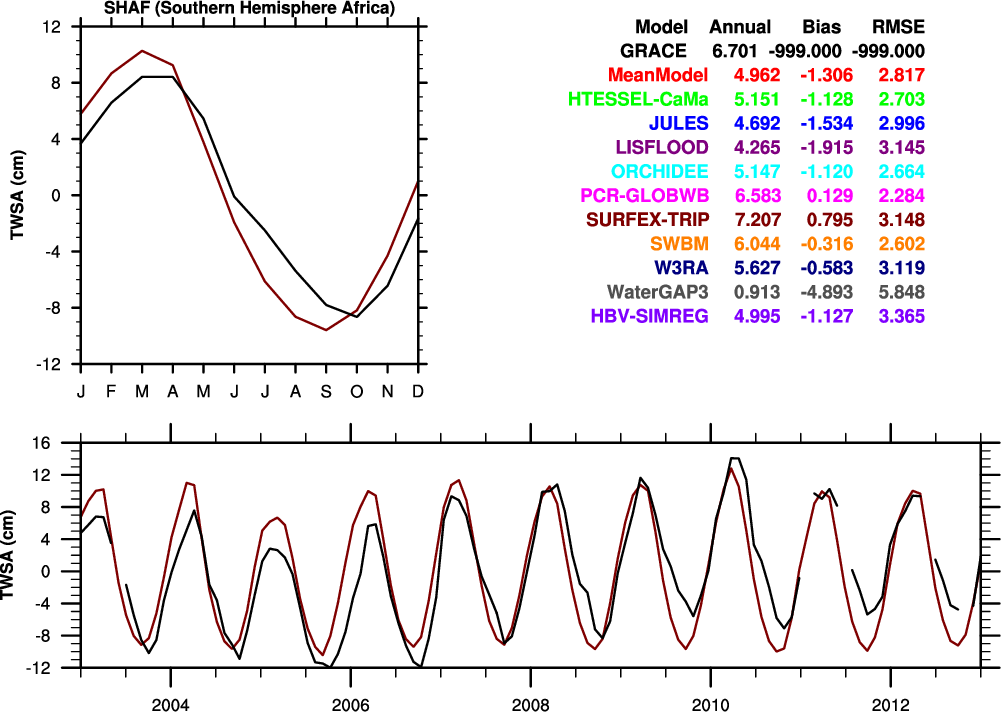 SHAF (Southern Hemisphere Africa)
12
8
4
0
-4
-8
-12
TWSA (cm)
J F M A M J J A S O N D
Model Annual Bias RMSE
GRACE 6.701 -999.000 -999.000
MeanModel 4.962 -1.306 2.817
HTESSEL-CaMa 5.151 -1.128 2.703
JULES 4.692 -1.534 2.996
LISFLOOD 4.265 -1.915 3.145
ORCHIDEE 5.147 -1.120 2.664
PCR-GLOBWB 6.583 0.129 2.284
SURFEX-TRIP 7.207 0.795 3.148
SWBM 6.044 -0.316 2.602
W3RA 5.627 -0.583 3.119
WaterGAP3 0.913 -4.893 5.848
HBV-SIMREG 4.995 -1.127 3.365
16
12
8
4
0
-4
-8
-12
TWSA (cm)
2004 2006 2008 2010 2012